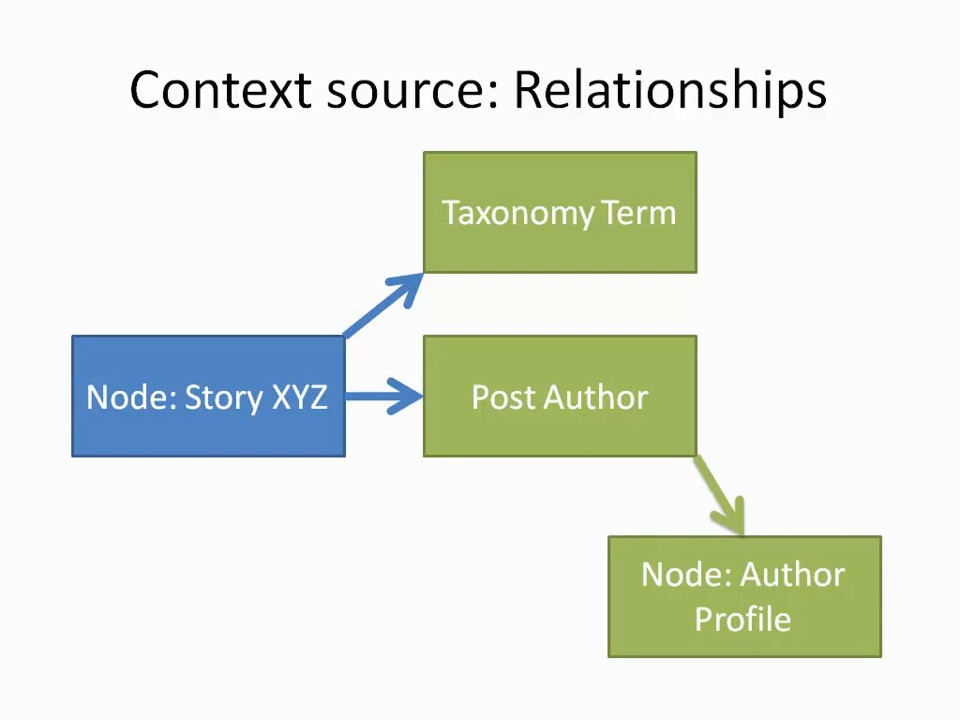 Context source: Relationships
Taxonomy Term
Node: Story XYZ
Post Author
Node: Author
Profile